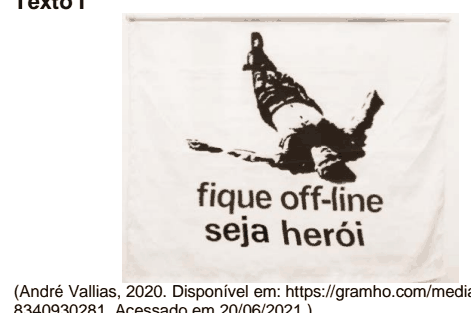 Texto I
fique off-line
seja herói
(André Vallias, 2020. Disponível em: https://gramho.com/media
8340930281. Acessado em 20/06/2021.)